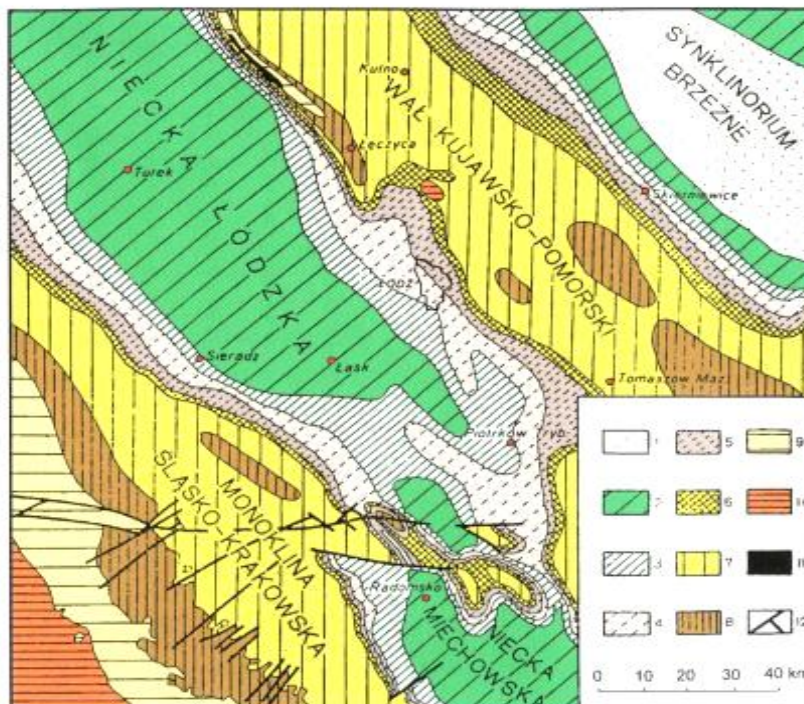 NIECKA ŁÓDZKA
SYNKLINORIUM
BRZEŻNE
Kutno
WAŁ KUJAWSKO-POMORSKI
Łęczyca
Turek
Skierniewice
ŁÓDŹ
Sieradz
Łask
Tomaszów Maz.
Piotrków Tryb.
MONOKLINA
ŚLĄSKO-KRAKOWSKA
Radomsko
NIECKA
MIECHOWSKA
1
5
9
2
6
3
7
11
4
8
12
0 10 20 30 40 km